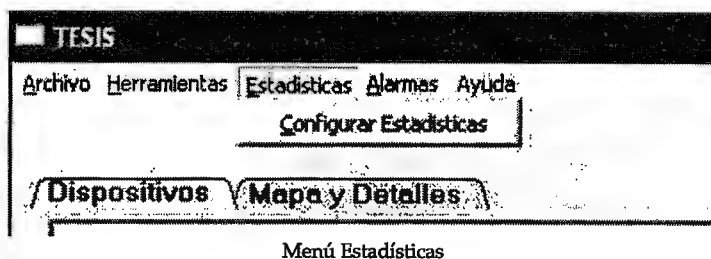 TESIS
Archivo Herramientas Estadisticas Alarmas Ayuda
Configurar Estadisticas
Dispositivos Mapa y Detalles
Menú Estadísticas